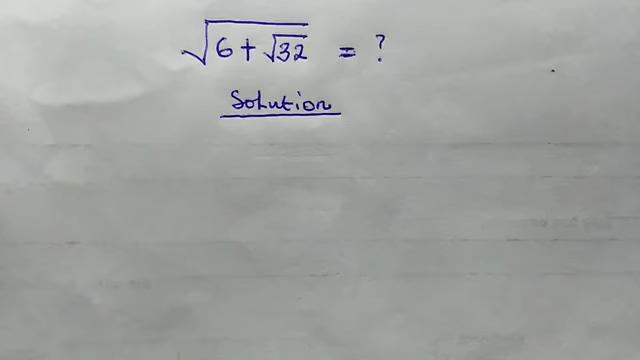 √(6 + √32) = ?
Solution